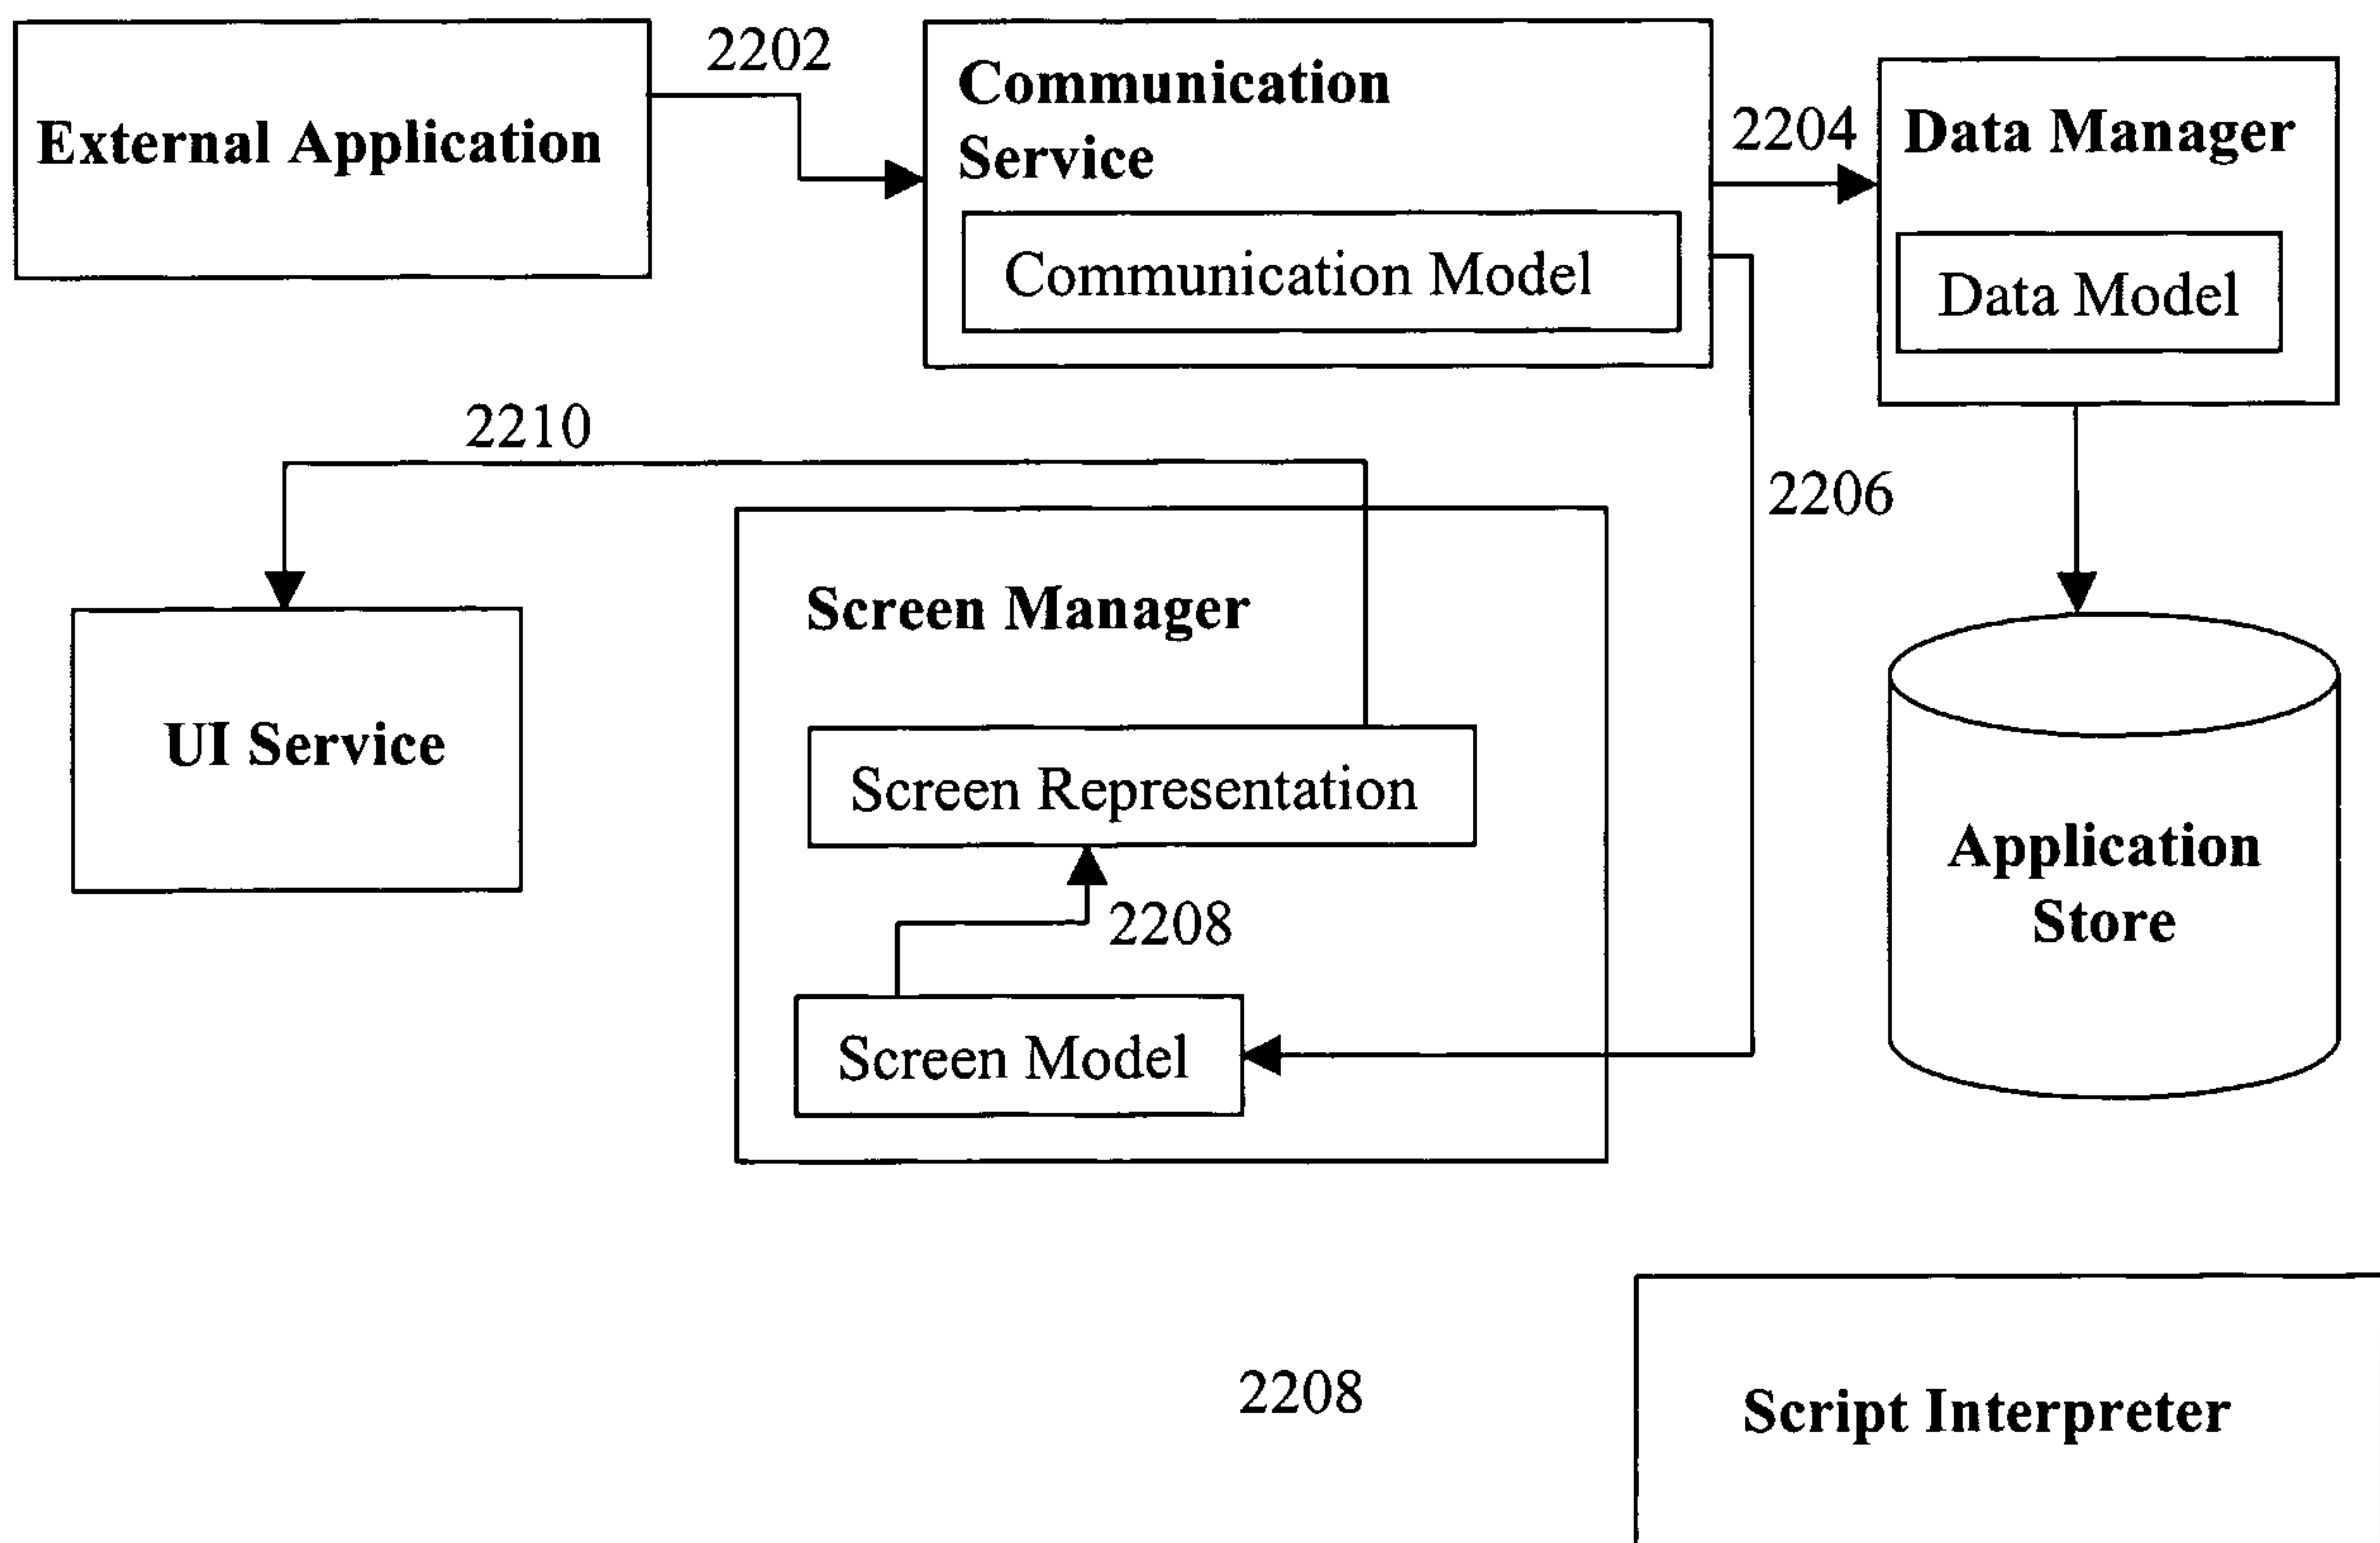 2202
External Application
Communication
Service
Communication Model
2204
Data Manager
Data Model
2210
2206
Screen Manager
UI Service
Screen Representation
2208
Screen Model
Application
Store
2208
Script Interpreter